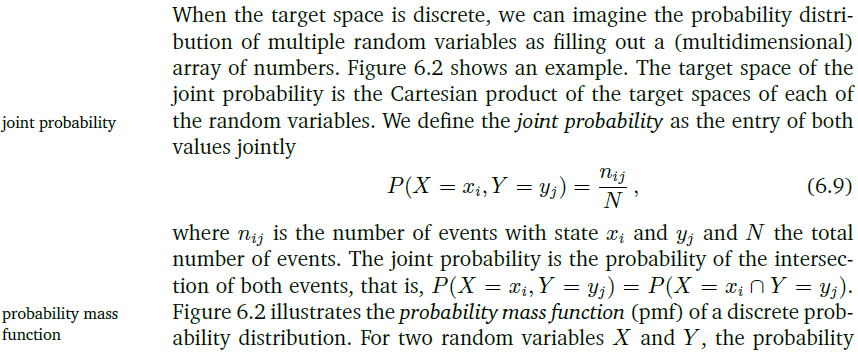 When the target space is discrete, we can imagine the probability distri-
bution of multiple random variables as filling out a (multidimensional)
array of numbers. Figure 6.2 shows an example. The target space of the
joint probability is the Cartesian product of the target spaces of each of
joint probability
the random variables. We define the joint probability as the entry of both
values jointly
P(X = x_i, Y = y_j) = n_{ij}/N , (6.9)
where n_{ij} is the number of events with state x_i and y_j and N the total
number of events. The joint probability is the probability of the intersec-
tion of both events, that is, P(X = x_i, Y = y_j) = P(X = x_i ∩ Y = y_j).
probability mass
function
Figure 6.2 illustrates the probability mass function (pmf) of a discrete prob-
ability distribution. For two random variables X and Y, the probability